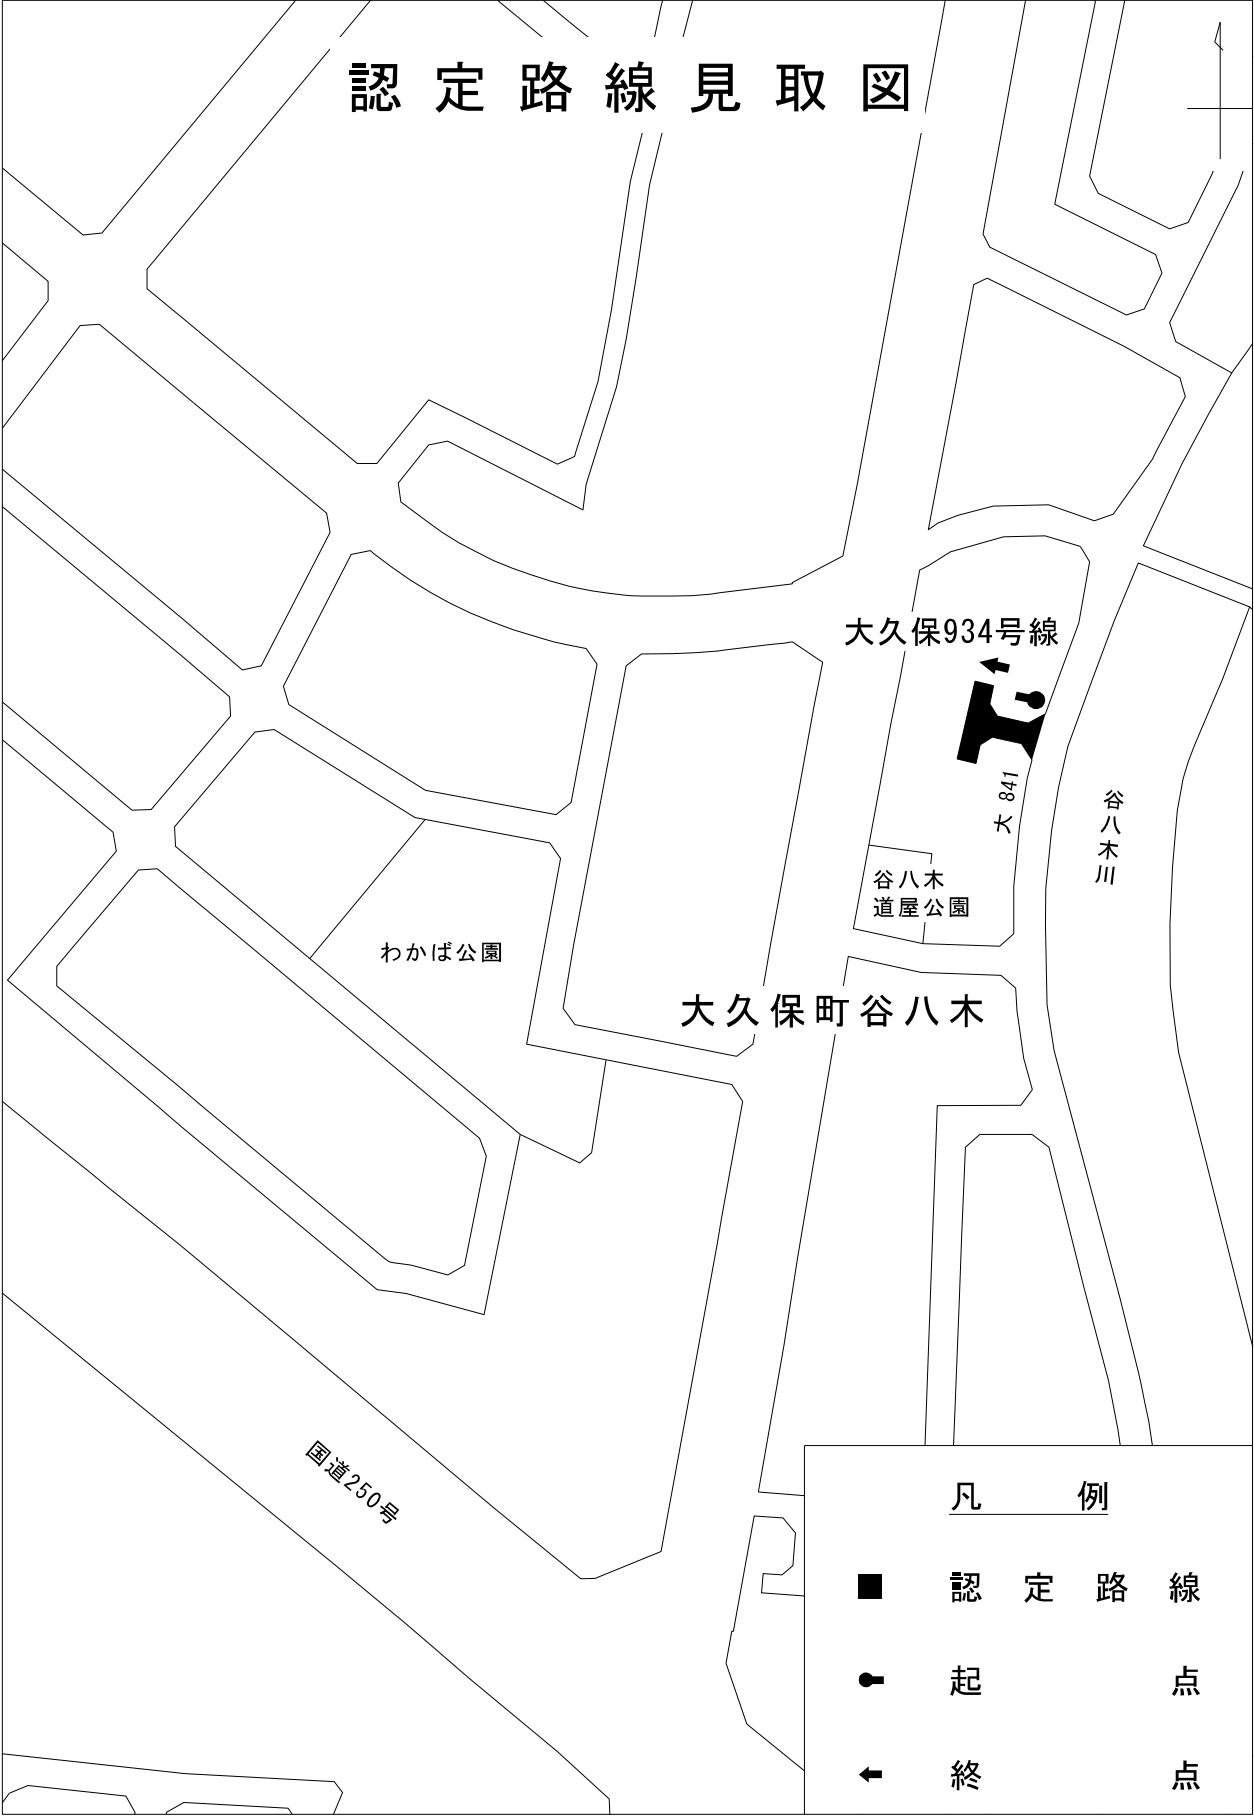 認定路線見取図
大久保934号線
大 841
谷八木川
谷八木
道屋公園
わかば公園
大久保町谷八木
国道250号
凡例
認定路線
起点
終点